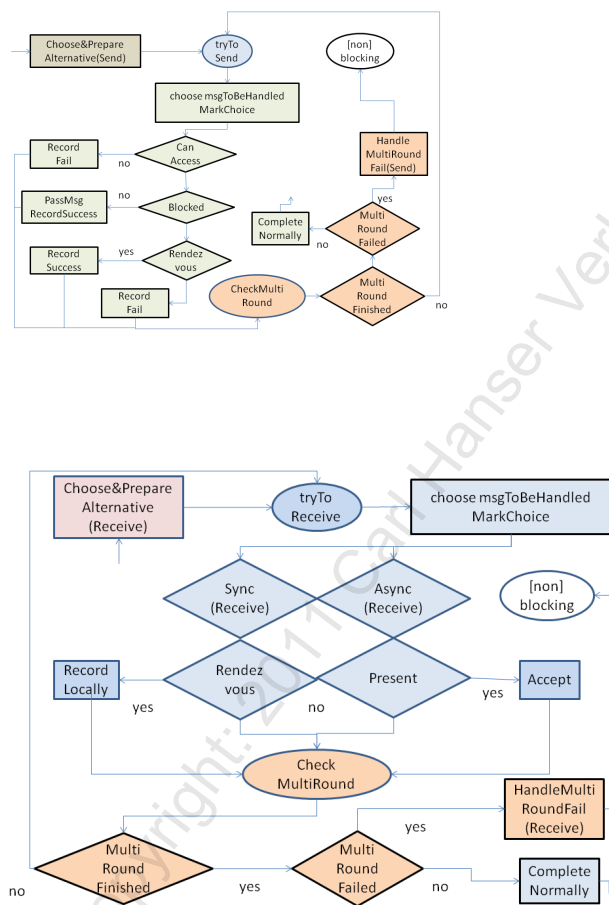 Choose&Prepare
Alternative(Send)
tryTo
Send
[non]
blocking
choose msgToBeHandled
MarkChoice
Record
Fail
no
Can
Access
Handle
MultiRound
Fail(Send)
yes
PassMsg
RecordSuccess
no
Blocked
Complete
Normally
no
Multi
Round
Failed
Record
Success
yes
Rendez
vous
Record
Fail
CheckMulti
Round
Multi
Round
Finished
no
Choose&Prepare
Alternative
(Receive)
tryTo
Receive
choose msgToBeHandled
MarkChoice
Sync
(Receive)
Async
(Receive)
[non]
blocking
Record
Locally
yes
Rendez
vous
no
Present
yes
Accept
Check
MultiRound
HandleMulti
RoundFail
(Receive)
yes
Multi
Round
Finished
no
yes
Multi
Round
Failed
no
Complete
Normally
pyright: 2011 Carl Hanser Verl